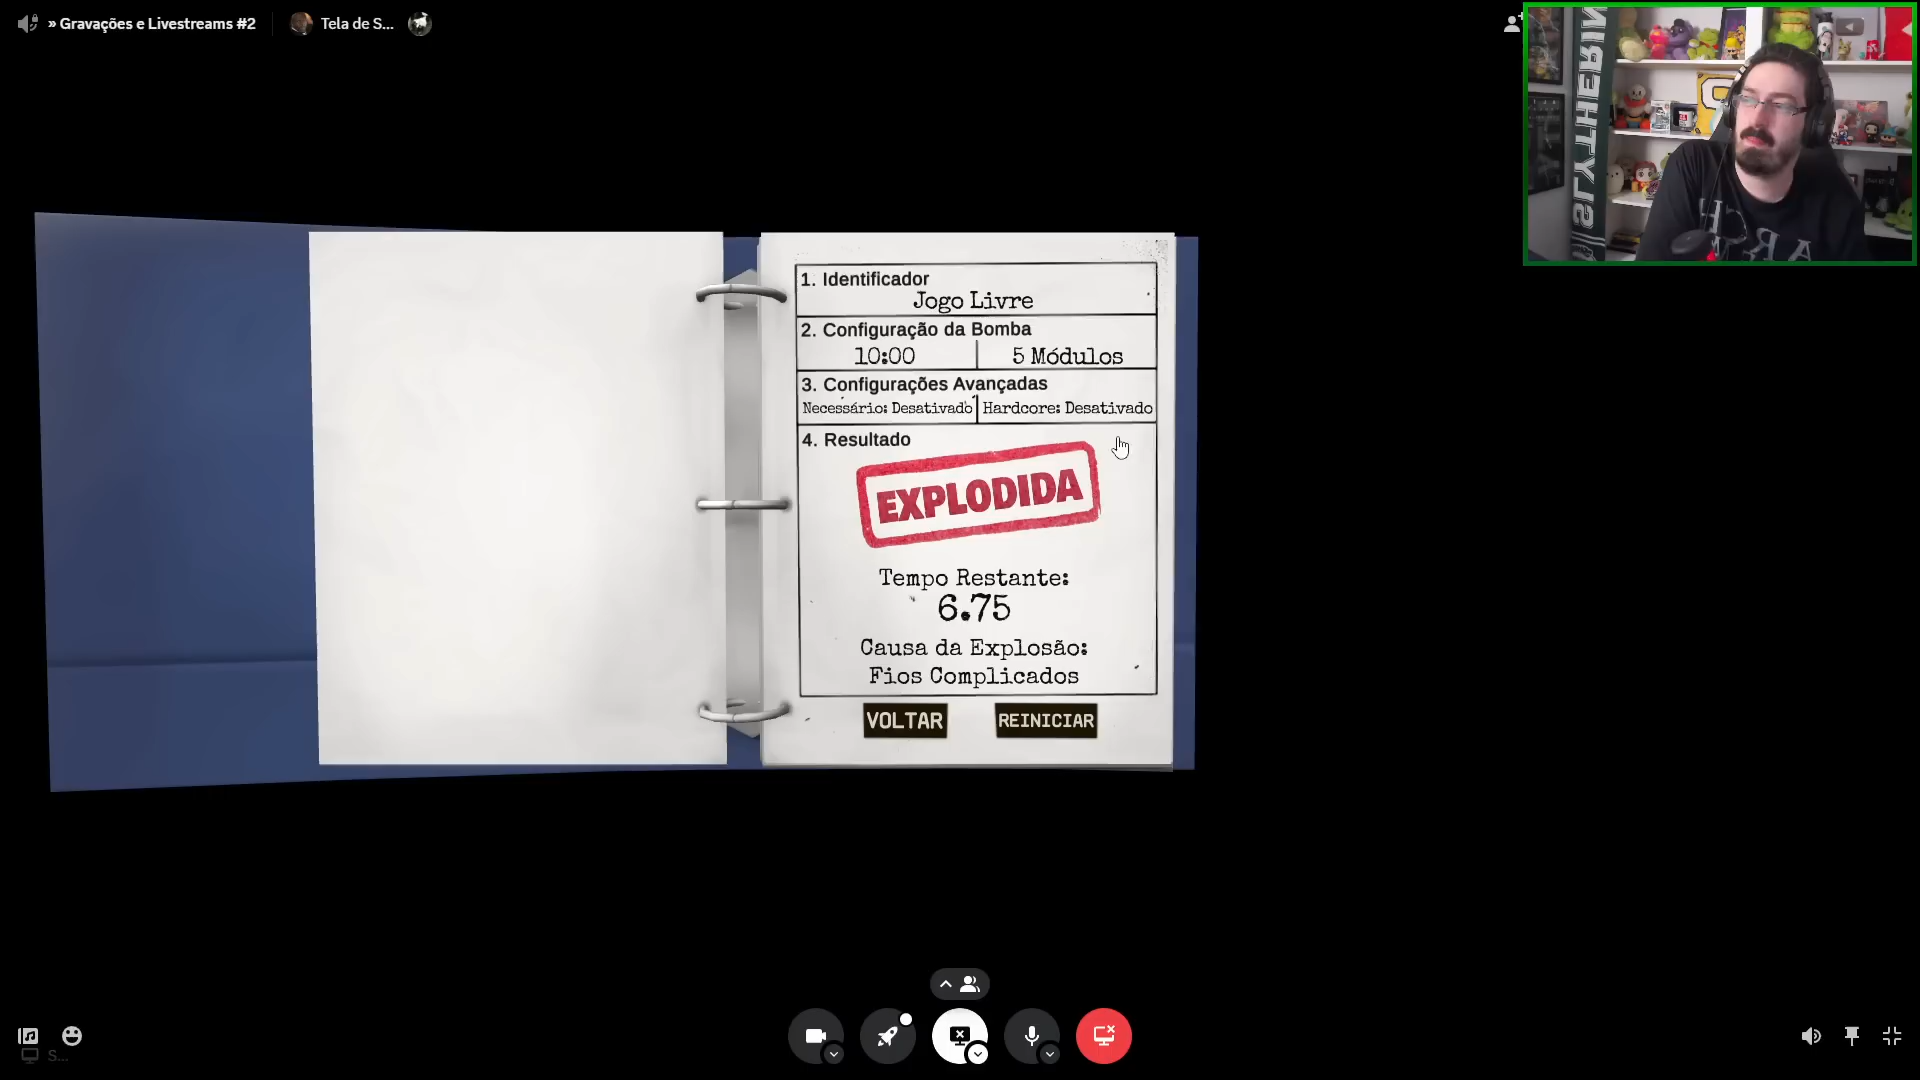 » Gravações e Livestreams #2
Tela de S...
1. Identificador
Jogo Livre
2. Configuração da Bomba
10:00
5 Módulos
3. Configurações Avançadas
Necessário: Desativado
Hardcore: Desativado
4. Resultado
EXPLODIDA
Tempo Restante:
6.75
Causa da Explosão:
Fios Complicados
VOLTAR
REINICIAR
S...